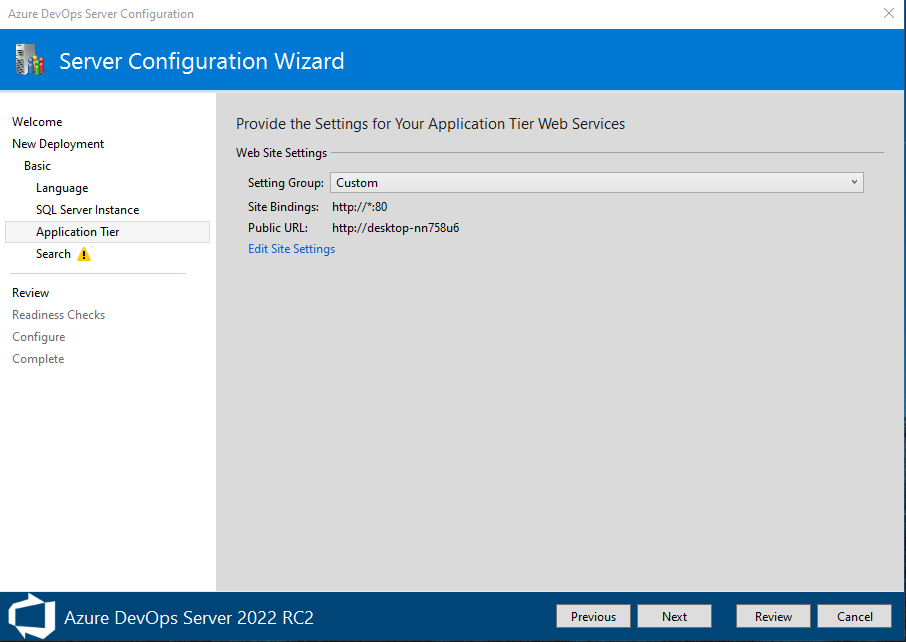 Azure DevOps Server Configuration
Server Configuration Wizard
Welcome
New Deployment
Basic
Language
SQL Server Instance
Application Tier
Search
Review
Readiness Checks
Configure
Complete
Provide the Settings for Your Application Tier Web Services
Web Site Settings
Setting Group: Custom
Site Bindings: http://*:80
Public URL: http://desktop-nn758u6
Edit Site Settings
Azure DevOps Server 2022 RC2
Previous Next Review Cancel